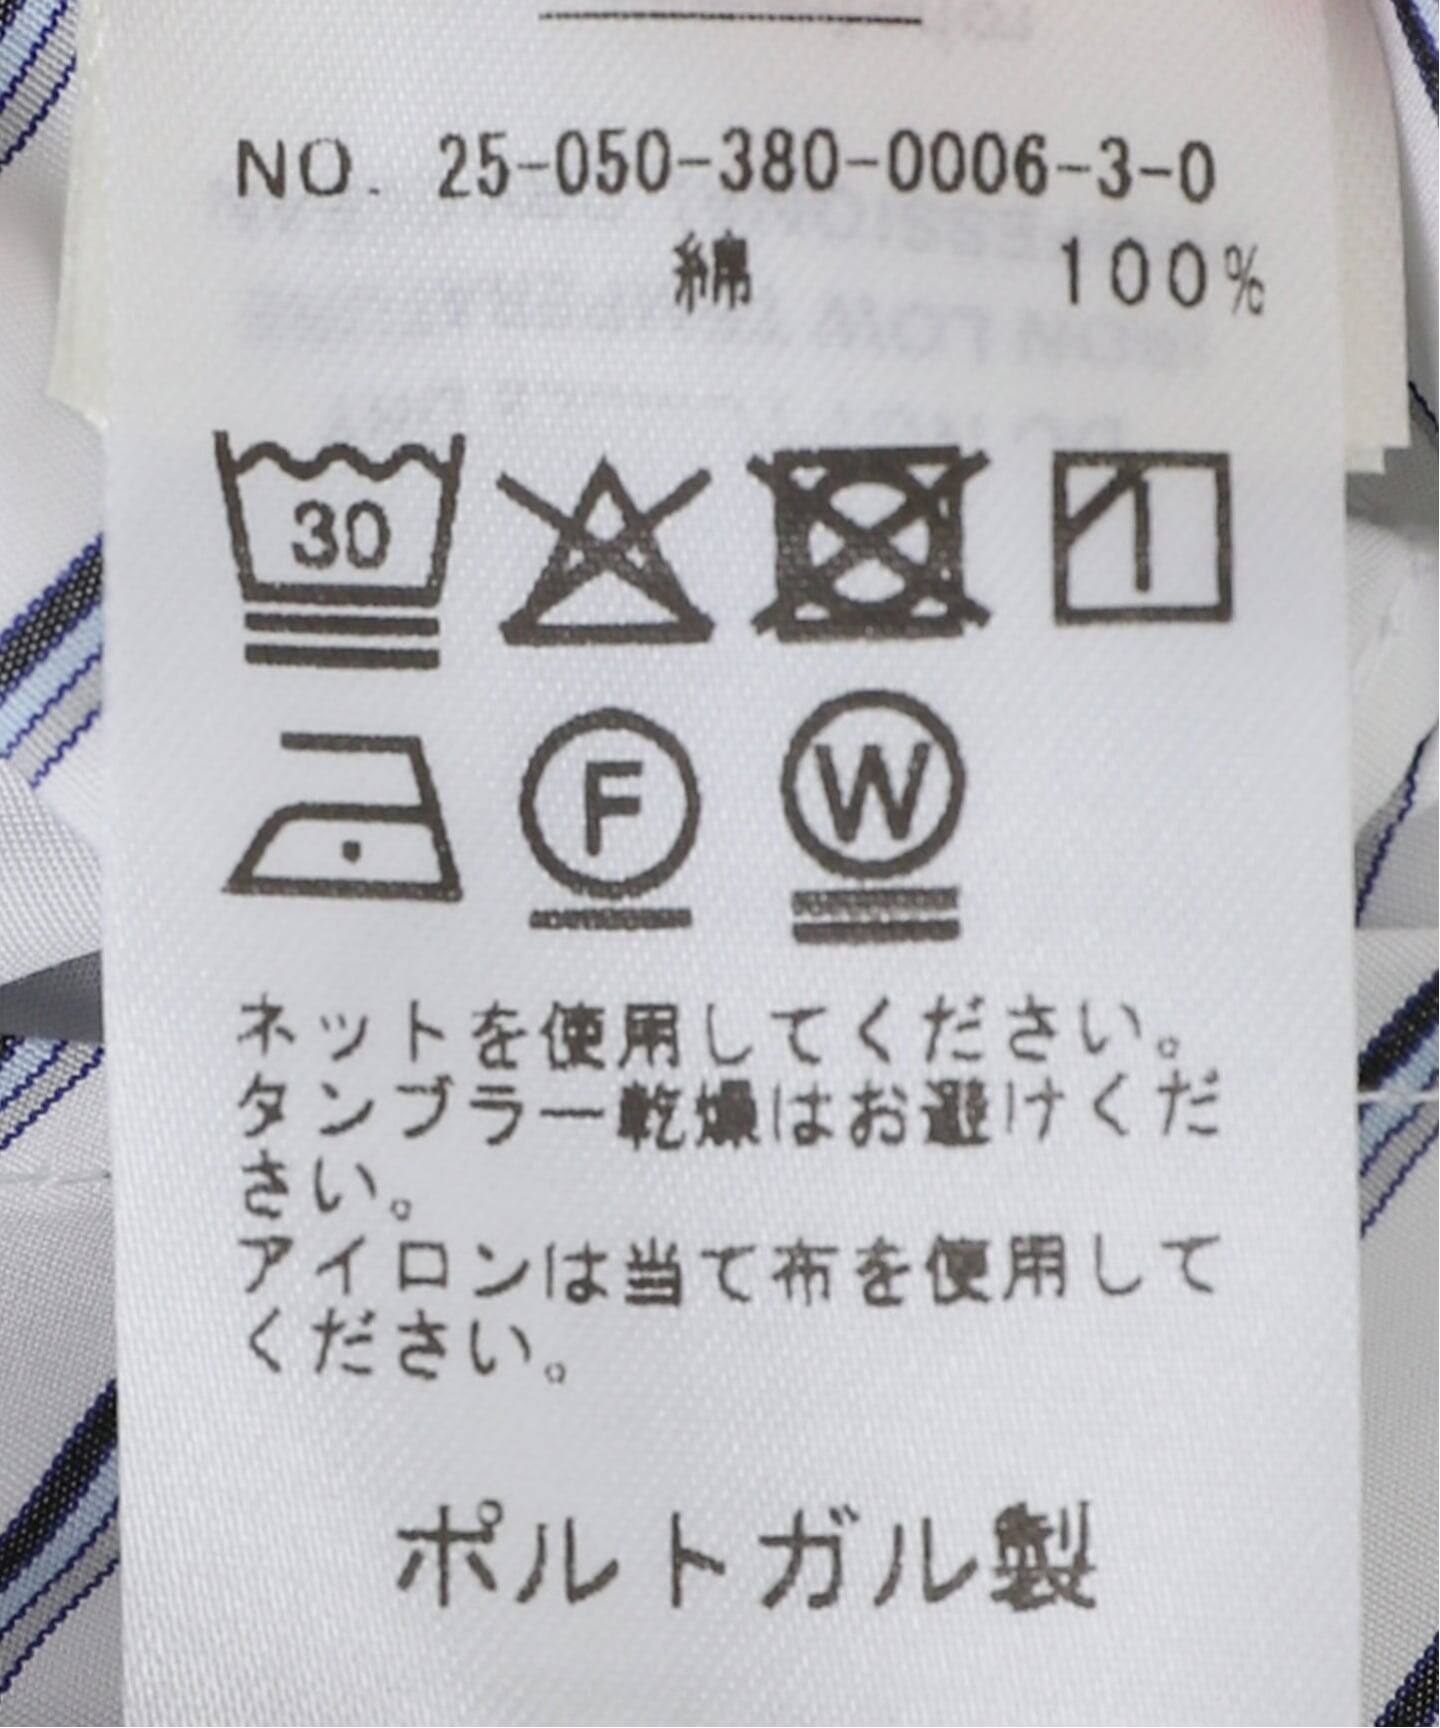 NO. 25-050-380-0006-3-0
綿 100%
30
F W
ネットを使用してください。
タンブラー乾燥はお避けくだ
さい。
アイロンは当て布を使用して
ください。
ポルトガル製